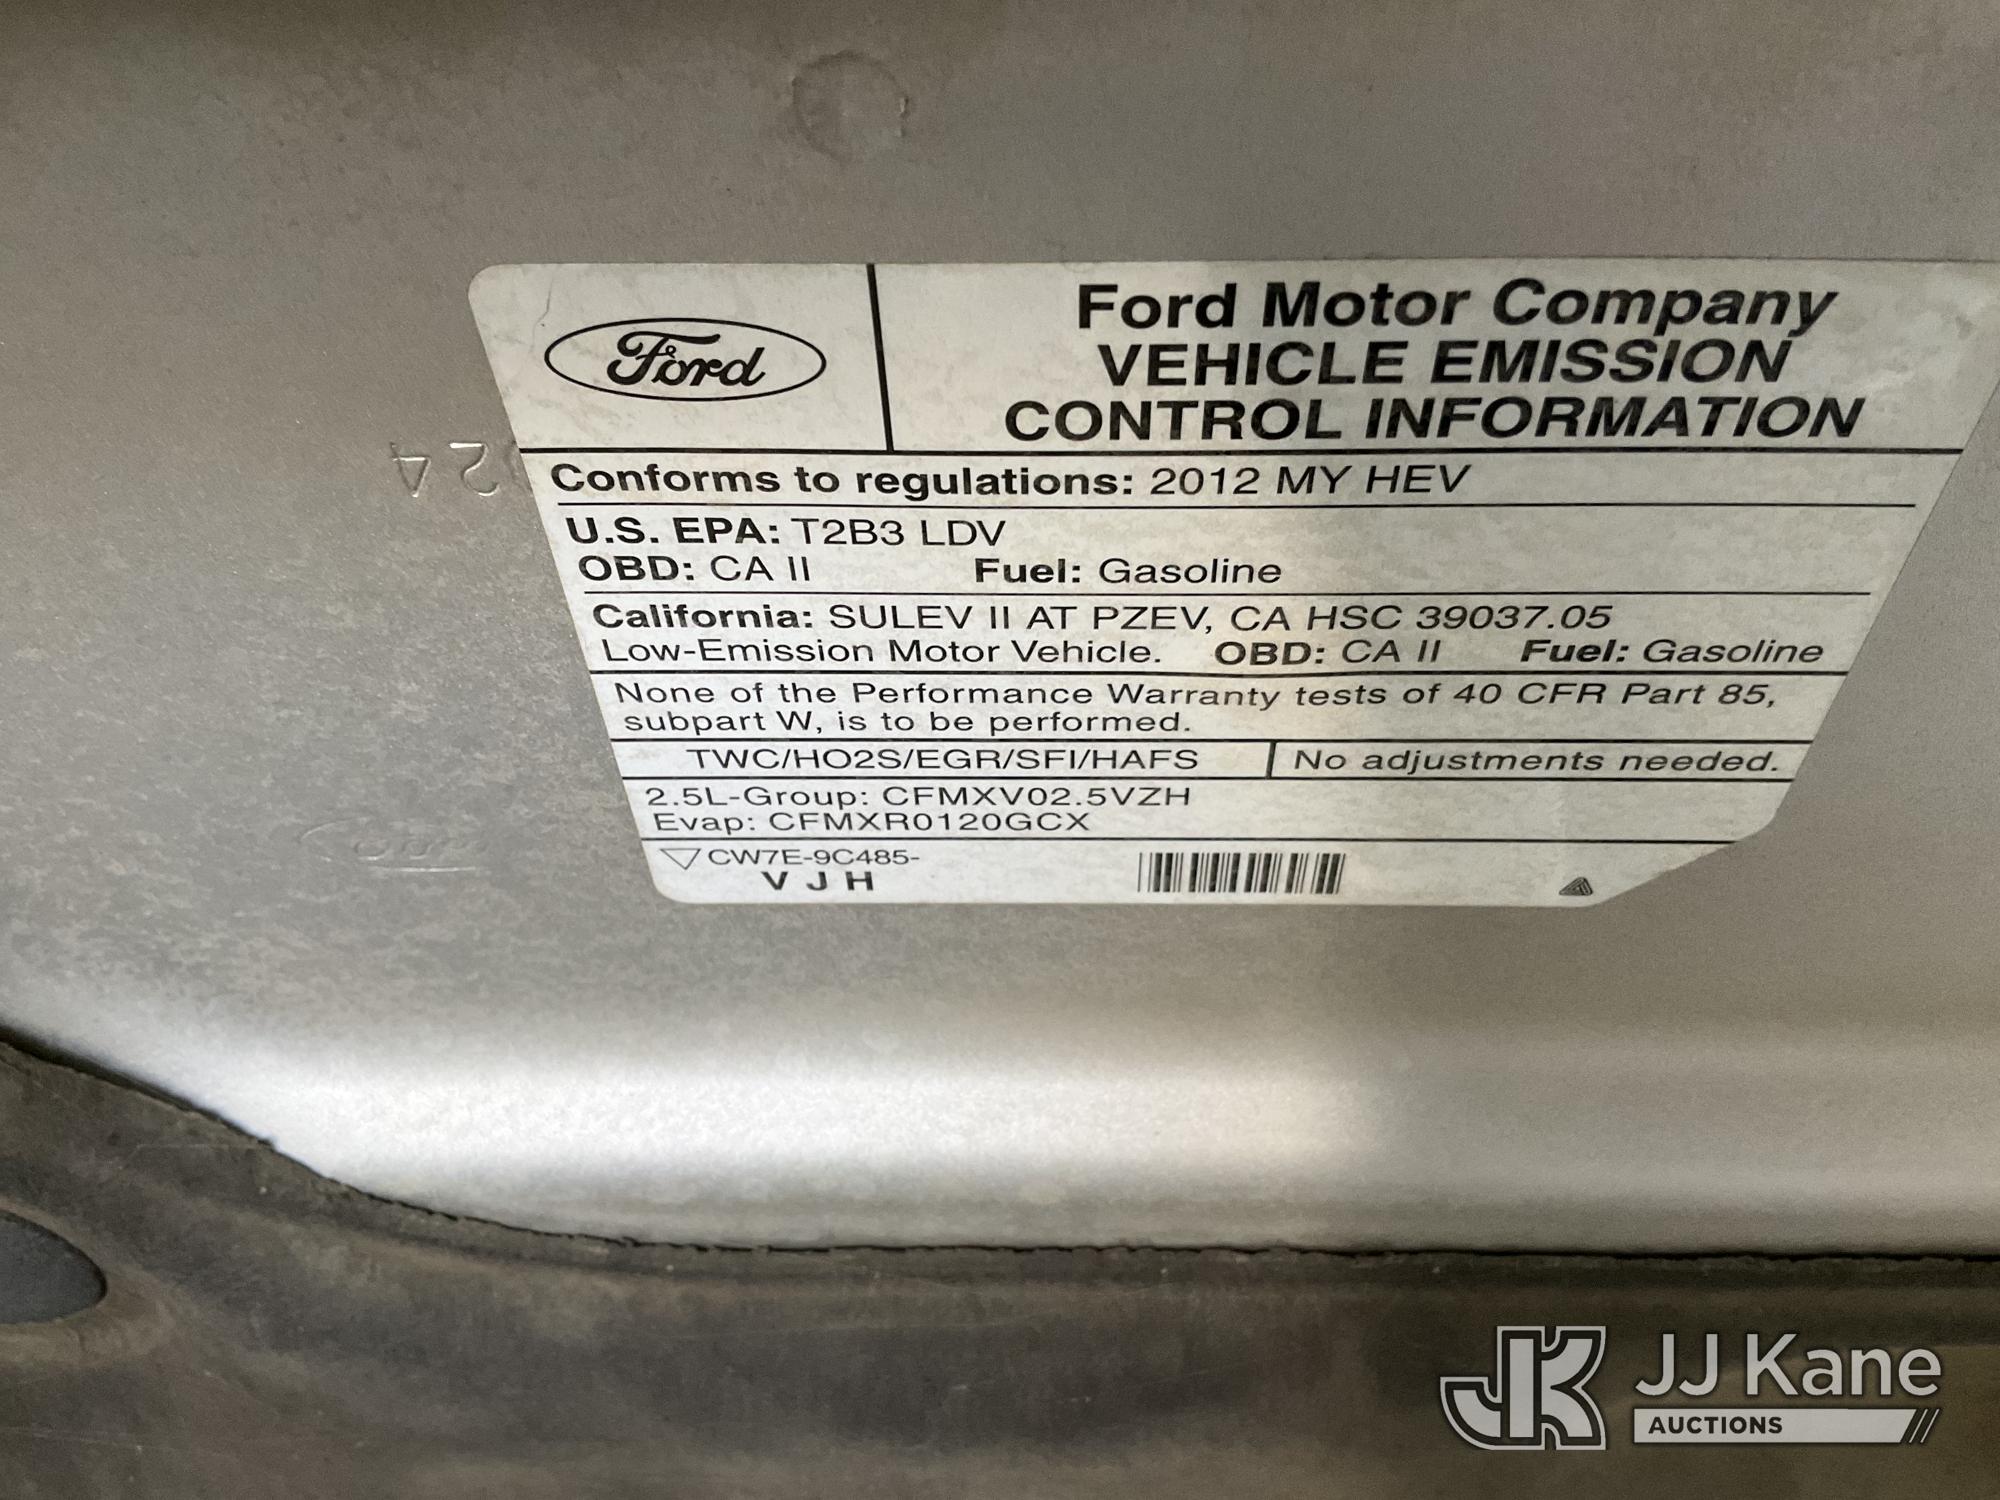 Ford
Ford Motor Company
VEHICLE EMISSION
CONTROL INFORMATION
Conforms to regulations: 2012 MY HEV
U.S. EPA: T2B3 LDV
OBD: CA II Fuel: Gasoline
California: SULEV II AT PZEV, CA HSC 39037.05
Low-Emission Motor Vehicle. OBD: CA II Fuel: Gasoline
None of the Performance Warranty tests of 40 CFR Part 85,
subpart W, is to be performed.
TWC/HO2S/EGR/SFI/HAFS No adjustments needed.
2.5L-Group: CFMXV02.5VZH
Evap: CFMXR0120GCX
CW7E-9C485-
V J H
JK JJ Kane
AUCTIONS